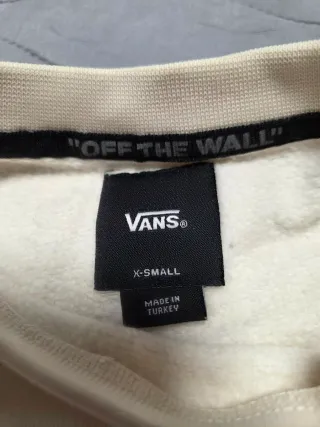 "OFF THE WALL"
VANS®
X-SMALL
MADE IN
TURKEY